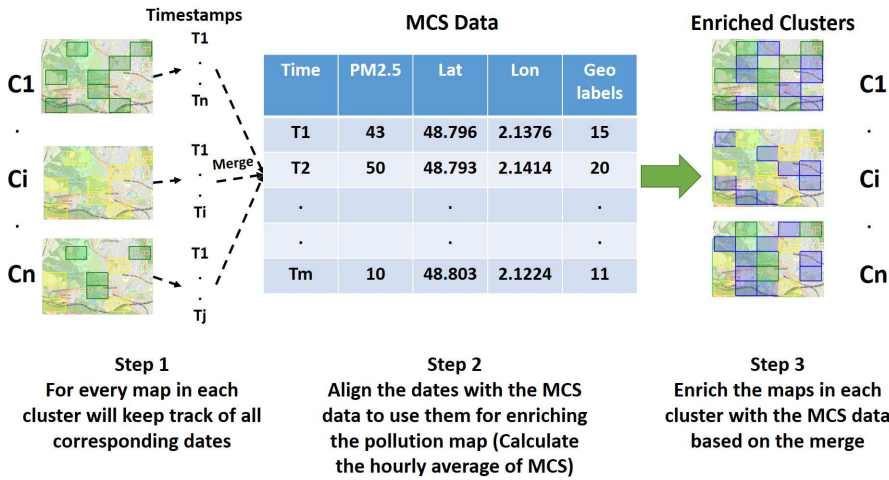 Timestamps
MCS Data
Enriched Clusters
C1
.
Ci
.
Cn
T1
.
.
Tn
T1
.
.
Ti
T1
.
.
Tj
Merge
Time PM2.5 Lat Lon Geo labels
T1 43 48.796 2.1376 15
T2 50 48.793 2.1414 20
. . .
. . .
Tm 10 48.803 2.1224 11
C1
.
Ci
.
Cn
Step 1
For every map in each
cluster will keep track of all
corresponding dates
Step 2
Align the dates with the MCS
data to use them for enriching
the pollution map (Calculate
the hourly average of MCS)
Step 3
Enrich the maps in each
cluster with the MCS data
based on the merge